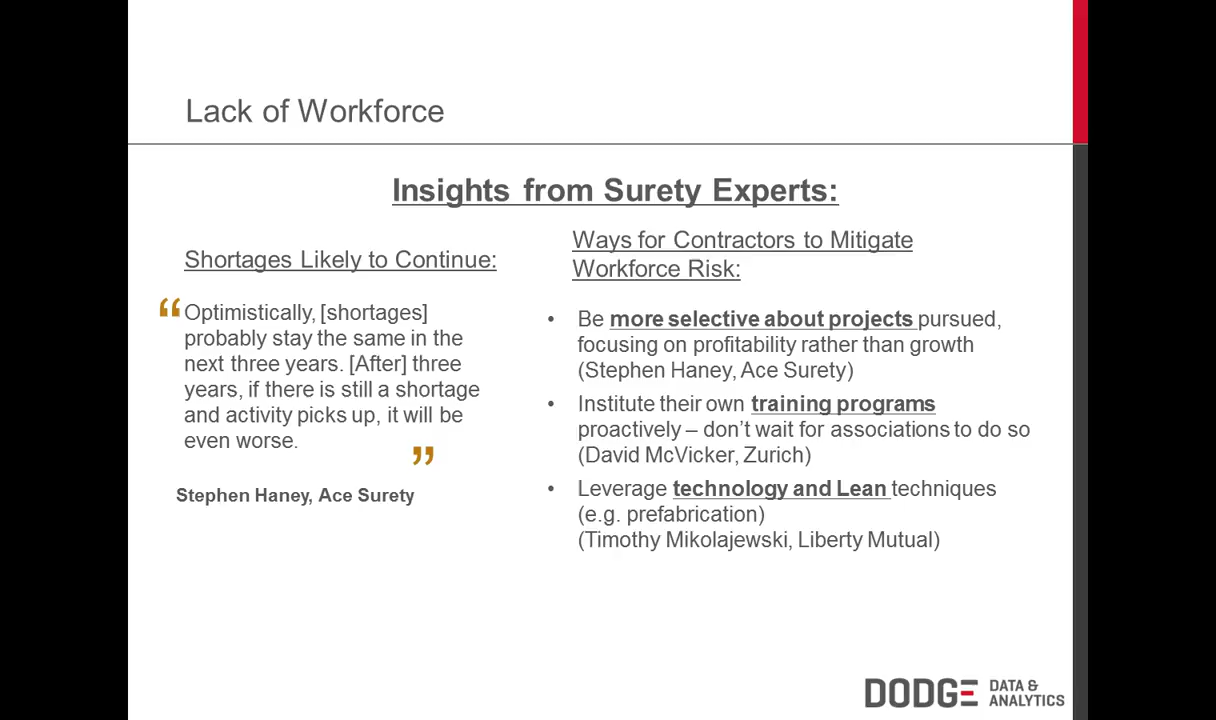 Lack of Workforce
Insights from Surety Experts:
Shortages Likely to Continue:
“Optimistically, [shortages]
probably stay the same in the
next three years. [After] three
years, if there is still a shortage
and activity picks up, it will be
even worse.
”
Stephen Haney, Ace Surety
Ways for Contractors to Mitigate
Workforce Risk:
• Be more selective about projects pursued,
focusing on profitability rather than growth
(Stephen Haney, Ace Surety)
• Institute their own training programs
proactively – don’t wait for associations to do so
(David McVicker, Zurich)
• Leverage technology and Lean techniques
(e.g. prefabrication)
(Timothy Mikolajewski, Liberty Mutual)
DODGE DATA &
ANALYTICS